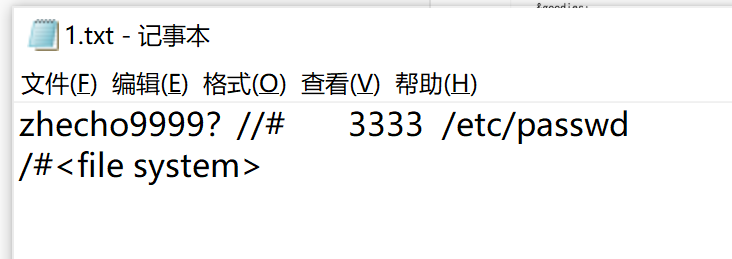 &goodies;
1.txt - 记事本
文件(F) 编辑(E) 格式(O) 查看(V) 帮助(H)
zhecho9999? //#      3333  /etc/passwd
/#<file system>